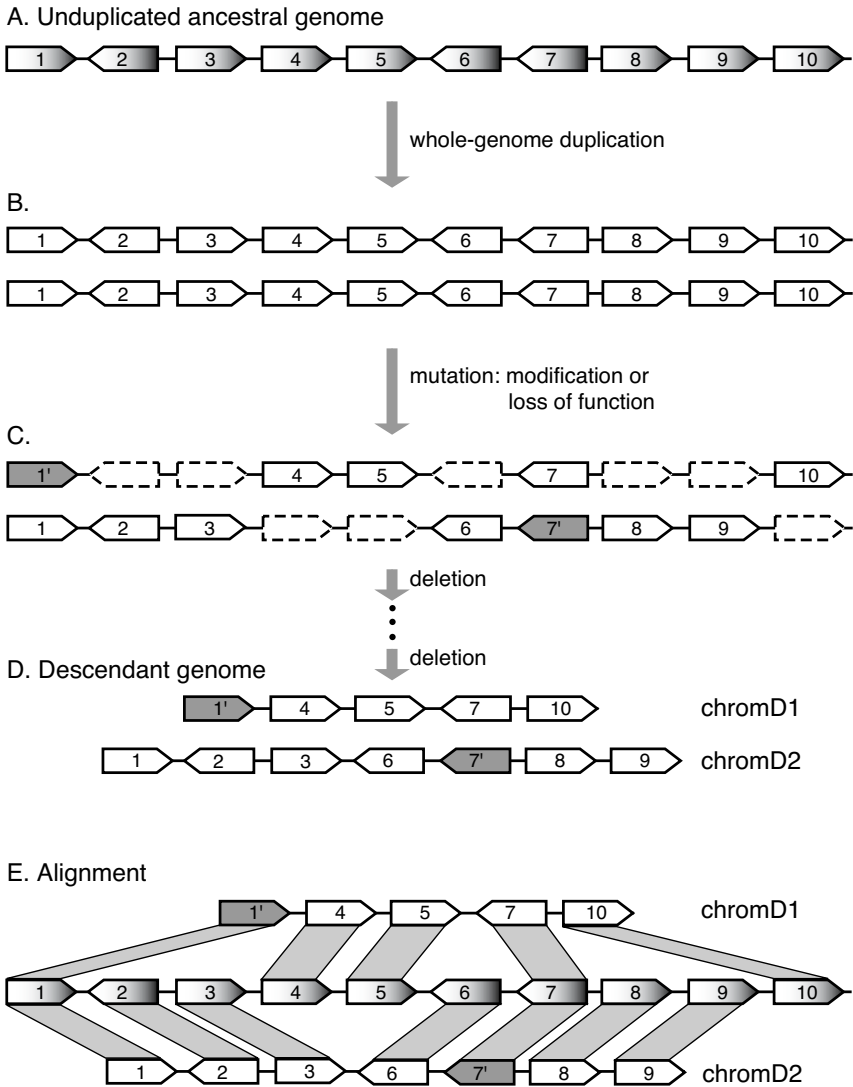 A. Unduplicated ancestral genome
1 2 3 4 5 6 7 8 9 10
whole-genome duplication
B.
1 2 3 4 5 6 7 8 9 10
1 2 3 4 5 6 7 8 9 10
mutation: modification or
loss of function
C.
1' 4 5 7 10
1 2 3 6 7' 8 9
deletion
deletion
D. Descendant genome
1' 4 5 7 10 chromD1
1 2 3 6 7' 8 9 chromD2
E. Alignment
1' 4 5 7 10 chromD1
1 2 3 4 5 6 7 8 9 10
1 2 3 6 7' 8 9 chromD2